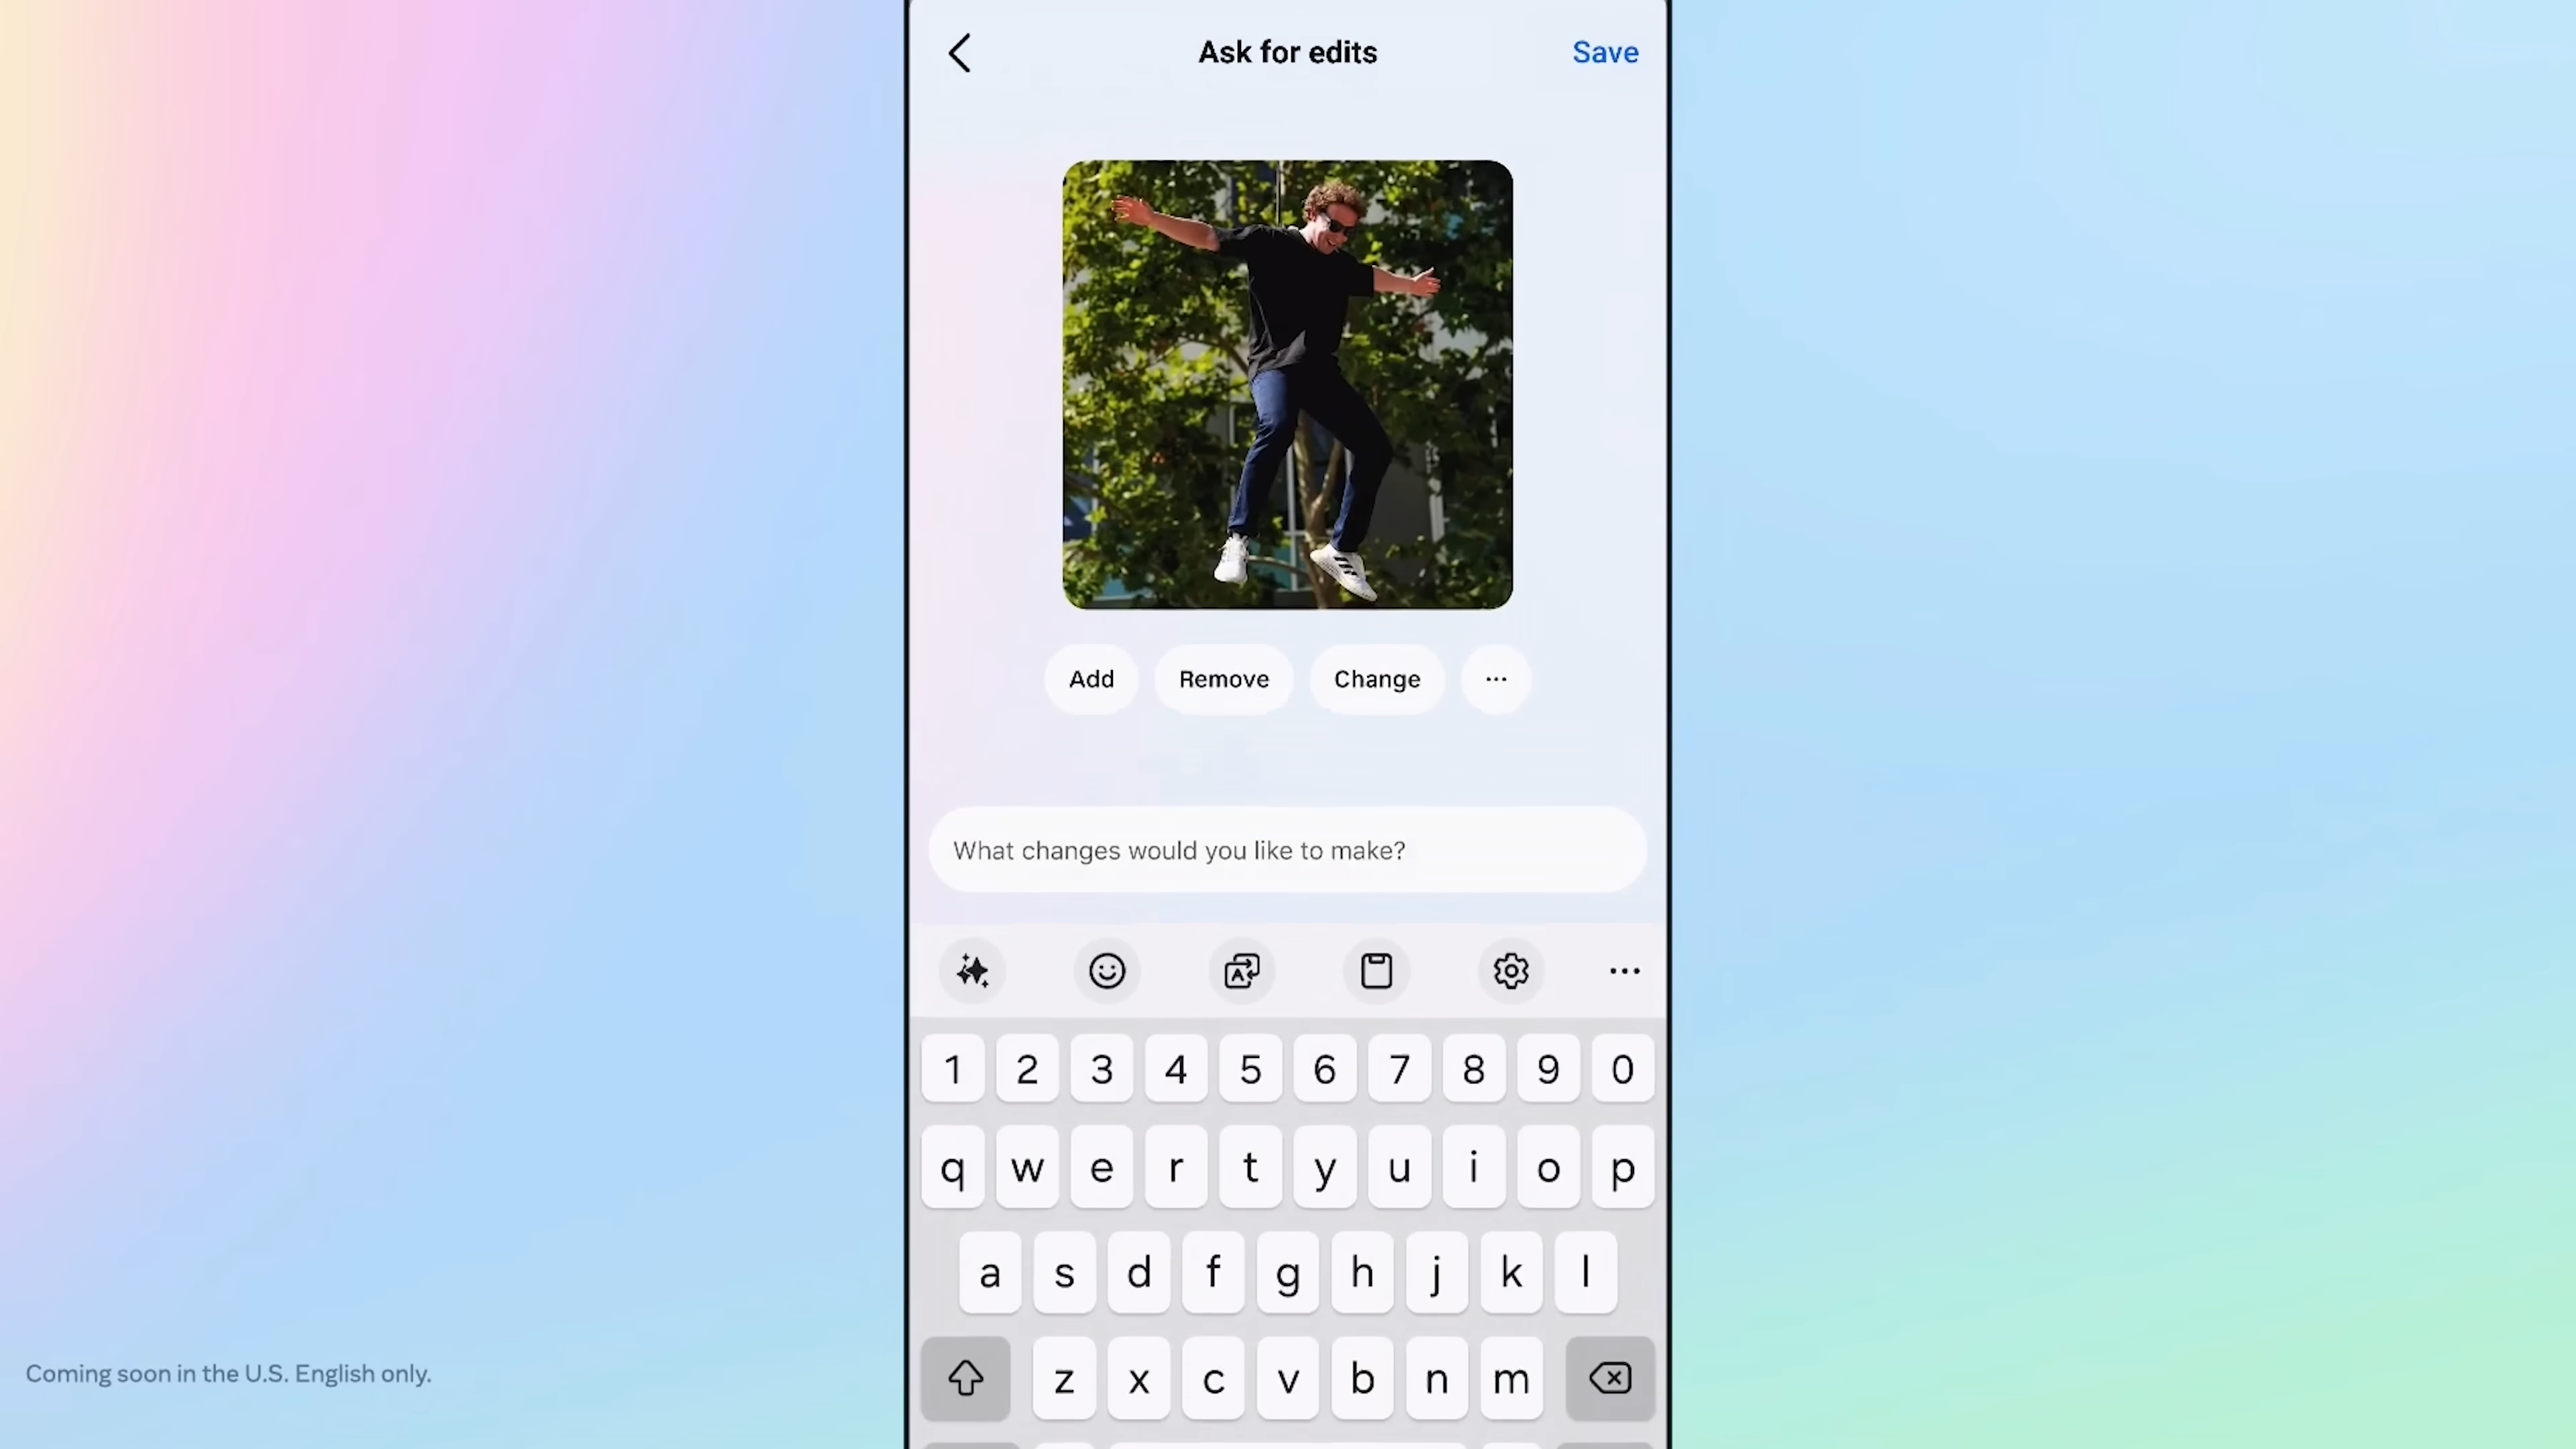 Ask for edits
Save
Add
Remove
Change
...
What changes would you like to make?
1 2 3 4 5 6 7 8 9 0
q w e r t y u i o p
a s d f g h j k l
z x c v b n m
Coming soon in the U.S. English only.